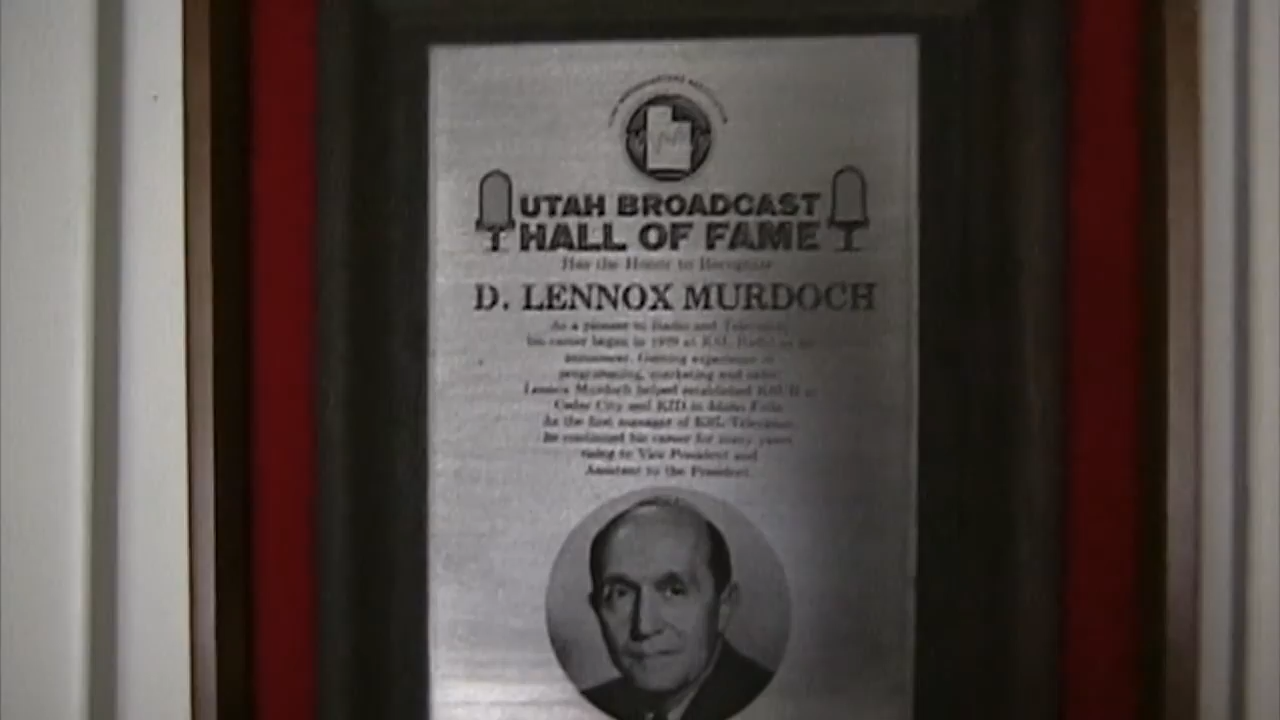 UTAH BROADCAST
HALL OF FAME
Has the Honor to Recognize
D. LENNOX MURDOCH
As a pioneer in Radio and Television,
his career began in at KSL Radio as
announcer. Gaining experience in
programming, marketing and sales
Lennox Murdoch helped established
Cedar City and in Idaho Falls.
As the first manager of KSL Television
he continued his career for many years
rising to Vice President and
Assistant to the President.